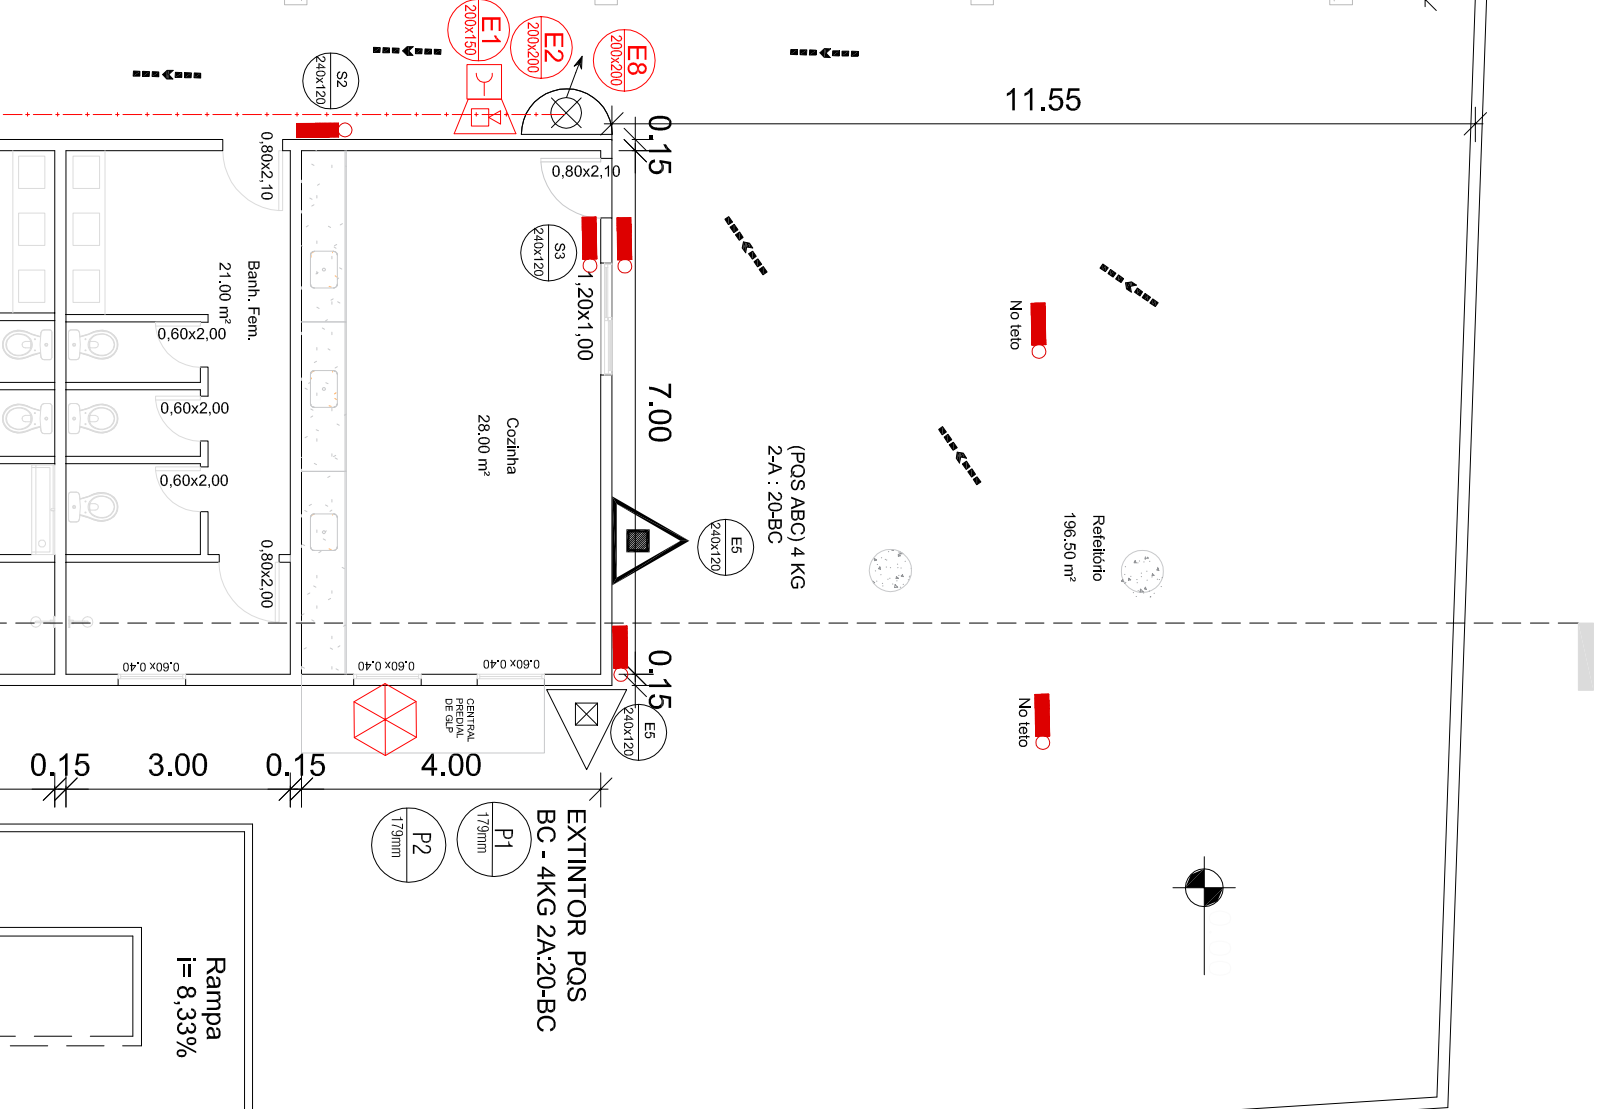 E1
200x150
E2
200x200
E8
200x200
S2
240x120
11.55
0.15
0,80x2,10
0,80x2,10
S3
240x120
1,20x1,00
Banh. Fem.
21.00 m²
0,60x2,00
0,60x2,00
0,60x2,00
0,80x2,00
Cozinha
28.00 m²
7.00
No teto
(PQS ABC) 4 KG
2-A : 20-BC
E5
240x120
Refeitório
196.50 m²
0.15
No teto
0.60x 0.40
0.60x 0.40
0.60x 0.40
CENTRAL
PREDIAL
DE GLP
E5
240x120
0.15
3.00
0.15
4.00
P2
179mm
P1
179mm
EXTINTOR PQS
BC - 4KG 2A:20-BC
Rampa
i= 8,33%